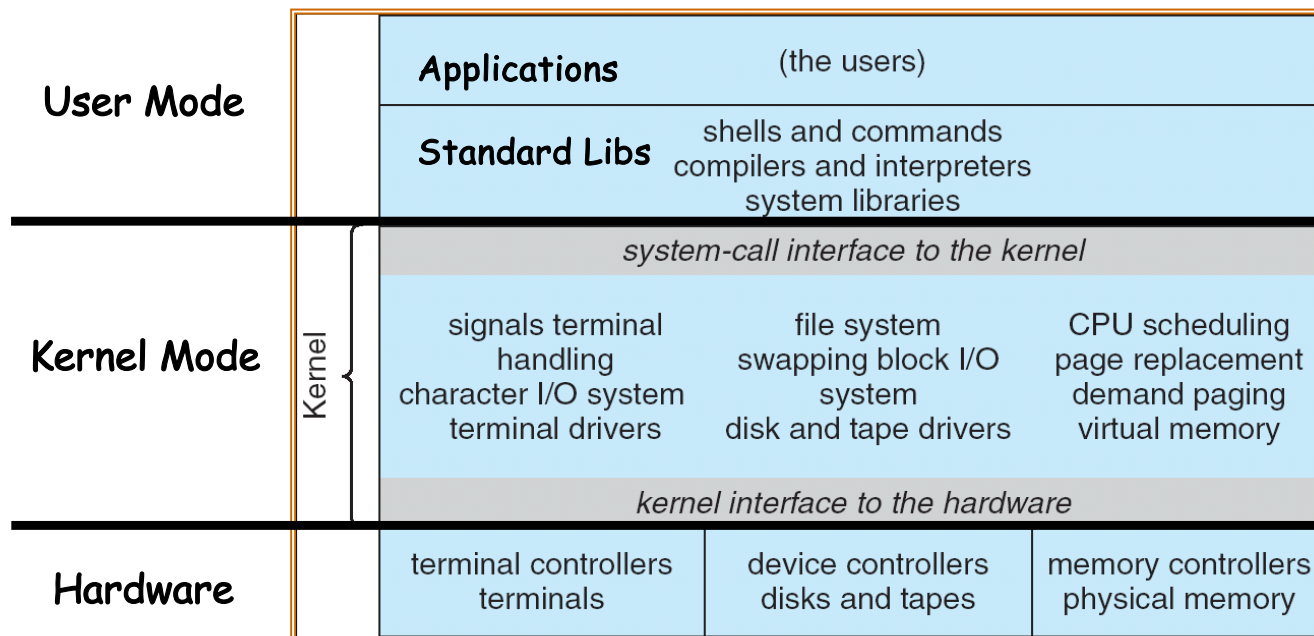 User Mode
Applications
(the users)
Standard Libs
shells and commands
compilers and interpreters
system libraries
Kernel Mode
Kernel
system-call interface to the kernel
signals terminal
handling
character I/O system
terminal drivers
file system
swapping block I/O
system
disk and tape drivers
CPU scheduling
page replacement
demand paging
virtual memory
kernel interface to the hardware
Hardware
terminal controllers
terminals
device controllers
disks and tapes
memory controllers
physical memory